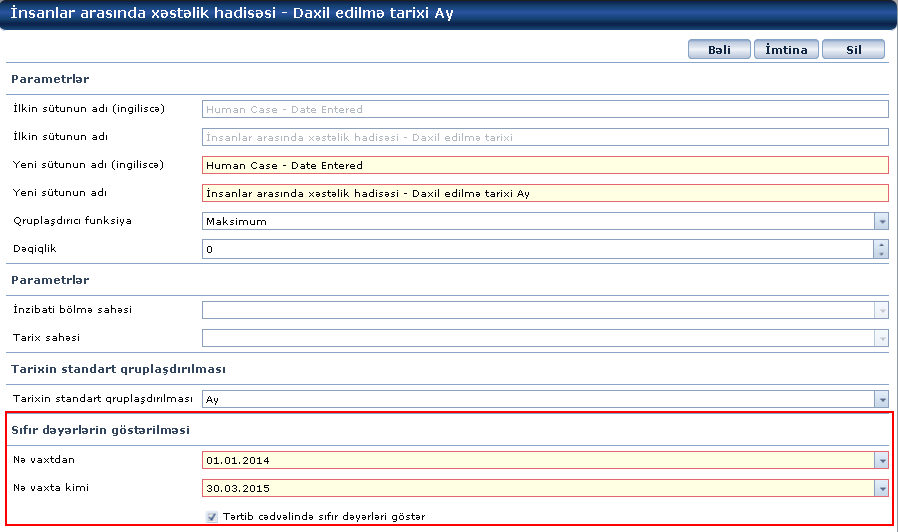 İnsanlar arasında xəstəlik hadisəsi - Daxil edilmə tarixi Ay
Bəli İmtina Sil
Parametrlər
İlkin sütunun adı (ingiliscə) Human Case - Date Entered
İlkin sütunun adı İnsanlar arasında xəstəlik hadisəsi - Daxil edilmə tarixi
Yeni sütunun adı (ingiliscə) Human Case - Date Entered
Yeni sütunun adı İnsanlar arasında xəstəlik hadisəsi - Daxil edilmə tarixi Ay
Qruplaşdırıcı funksiya Maksimum
Dəqiqlik 0
Parametrlər
İnzibati bölmə sahəsi
Tarix sahəsi
Tarixin standart qruplaşdırılması
Tarixin standart qruplaşdırılması Ay
Sıfır dəyərlərin göstərilməsi
Nə vaxtdan 01.01.2014
Nə vaxta kimi 30.03.2015
Tərtib cədvəlində sıfır dəyərləri göstər